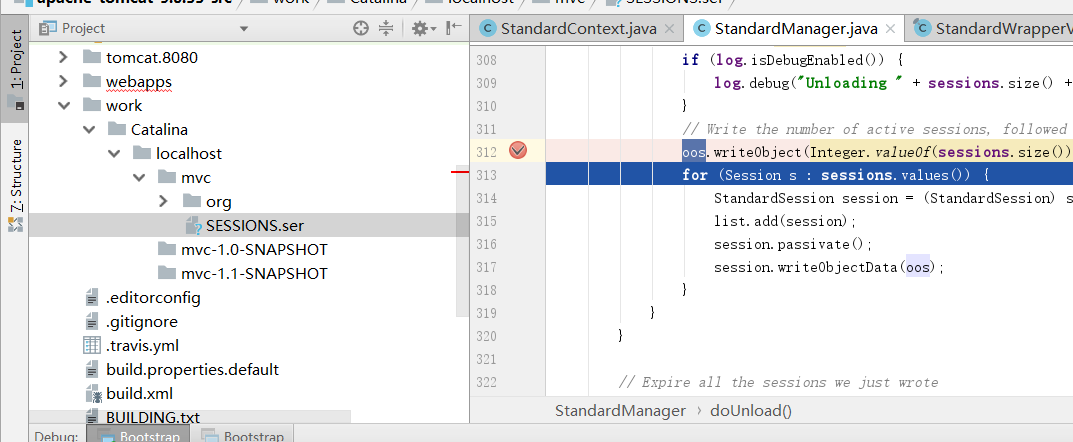 apache-tomcat-9.0.35-src work Catalina localhost mvc SESSIONS.ser
1: Project
Z: Structure
Project
tomcat.8080
webapps
work
Catalina
localhost
mvc
org
SESSIONS.ser
mvc-1.0-SNAPSHOT
mvc-1.1-SNAPSHOT
.editorconfig
.gitignore
.travis.yml
build.properties.default
build.xml
BUILDING.txt
StandardContext.java StandardManager.java StandardWrapperV
308 if (log.isDebugEnabled()) {
309 log.debug("Unloading " + sessions.size() +
310 }
311 // Write the number of active sessions, followed
312 oos.writeObject(Integer.valueOf(sessions.size())
313 for (Session s : sessions.values()) {
314 StandardSession session = (StandardSession) s
315 list.add(session);
316 session.passivate();
317 session.writeObjectData(oos);
318 }
319 }
320 }
321
322 // Expire all the sessions we just wrote
StandardManager › doUnload()
Debug: Bootstrap Bootstrap